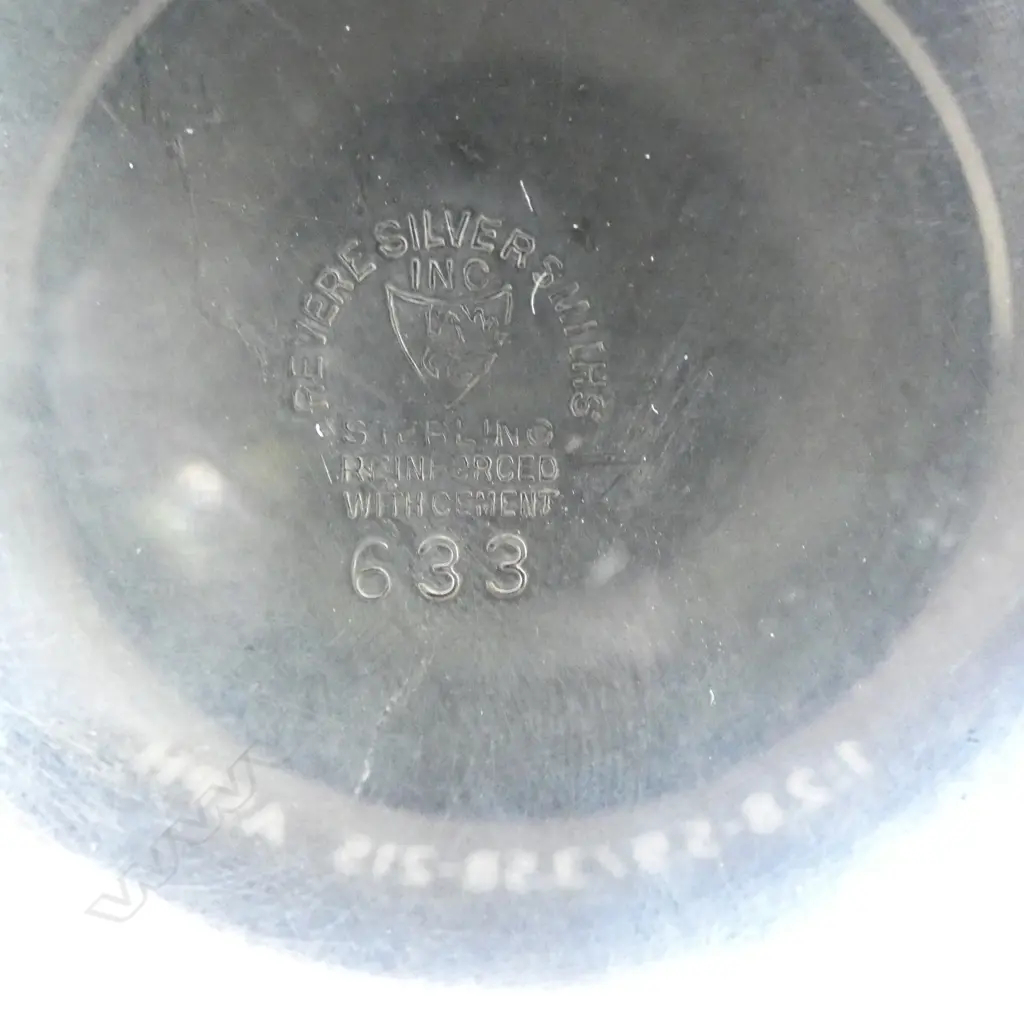 REVERE SILVERSMITHS
INC
STERLING
REINFORCED
WITH CEMENT
633